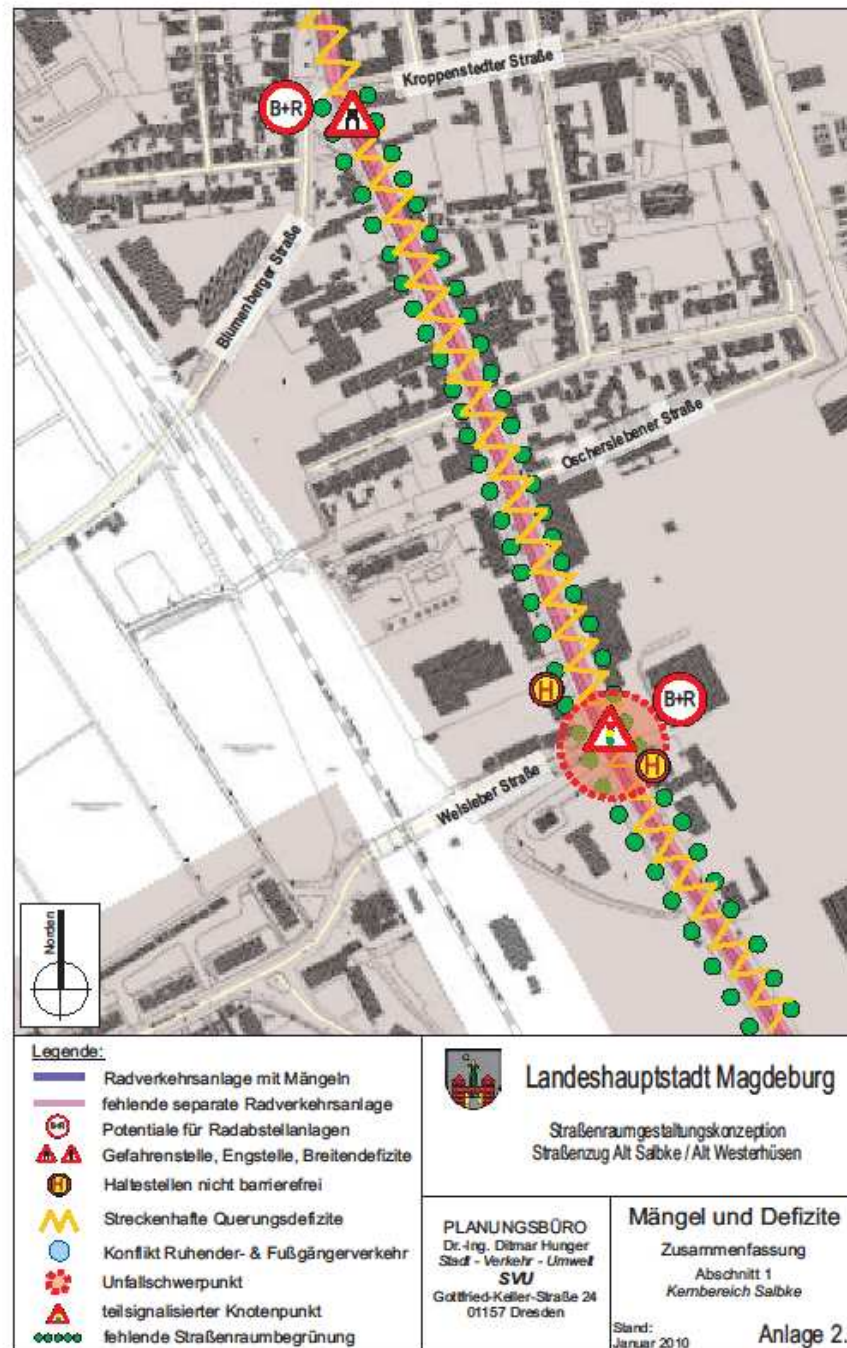 Kroppenstedter Straße
B+R
Blumenberger Straße
Oscherslebener Straße
H
B+R
H
Welsleber Straße
Norden
Legende:
Radverkehrsanlage mit Mängeln
fehlende separate Radverkehrsanlage
B+R
Potentiale für Radabstellanlagen
Gefahrenstelle, Engstelle, Breitendefizite
H
Haltestellen nicht barrierefrei
Streckenhafte Querungsdefizite
Konflikt Ruhender- & Fußgängerverkehr
Unfallschwerpunkt
teilsignalisierter Knotenpunkt
fehlende Straßenraumbegrünung
Landeshauptstadt Magdeburg
Straßenraumgestaltungskonzeption
Straßenzug Alt Salbke / Alt Westerhüsen
PLANUNGSBÜRO
Dr.-Ing. Ditmar Hunger
Stadt - Verkehr - Umwelt
SVU
Gottfried-Keller-Straße 24
01157 Dresden
Mängel und Defizite
Zusammenfassung
Abschnitt 1
Kernbereich Salbke
Stand:
Januar 2010
Anlage 2.